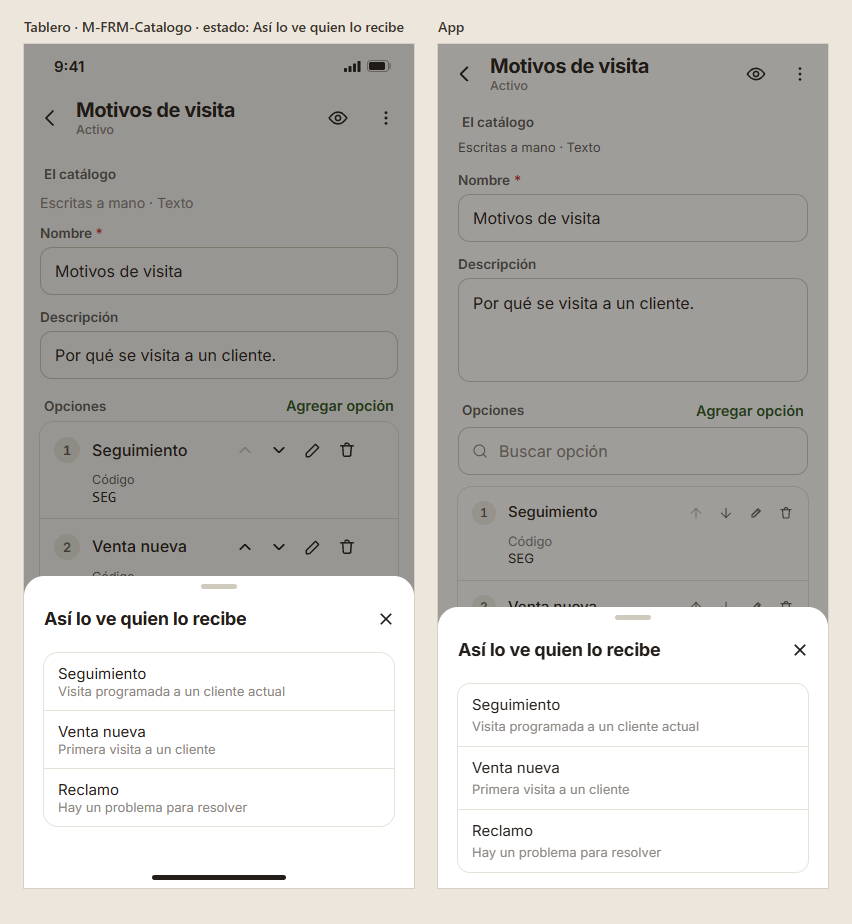 Tablero · M-FRM-Catalogo · estado: Así lo ve quien lo recibe
9:41
Motivos de visita
Activo
El catálogo
Escritas a mano · Texto
Nombre *
Motivos de visita
Descripción
Por qué se visita a un cliente.
Opciones
Agregar opción
1
Seguimiento
Código
SEG
2
Venta nueva
Código
Así lo ve quien lo recibe
Seguimiento
Visita programada a un cliente actual
Venta nueva
Primera visita a un cliente
Reclamo
Hay un problema para resolver
App
Motivos de visita
Activo
El catálogo
Escritas a mano · Texto
Nombre *
Motivos de visita
Descripción
Por qué se visita a un cliente.
Opciones
Agregar opción
Buscar opción
1
Seguimiento
Código
SEG
2
Venta nueva
Así lo ve quien lo recibe
Seguimiento
Visita programada a un cliente actual
Venta nueva
Primera visita a un cliente
Reclamo
Hay un problema para resolver